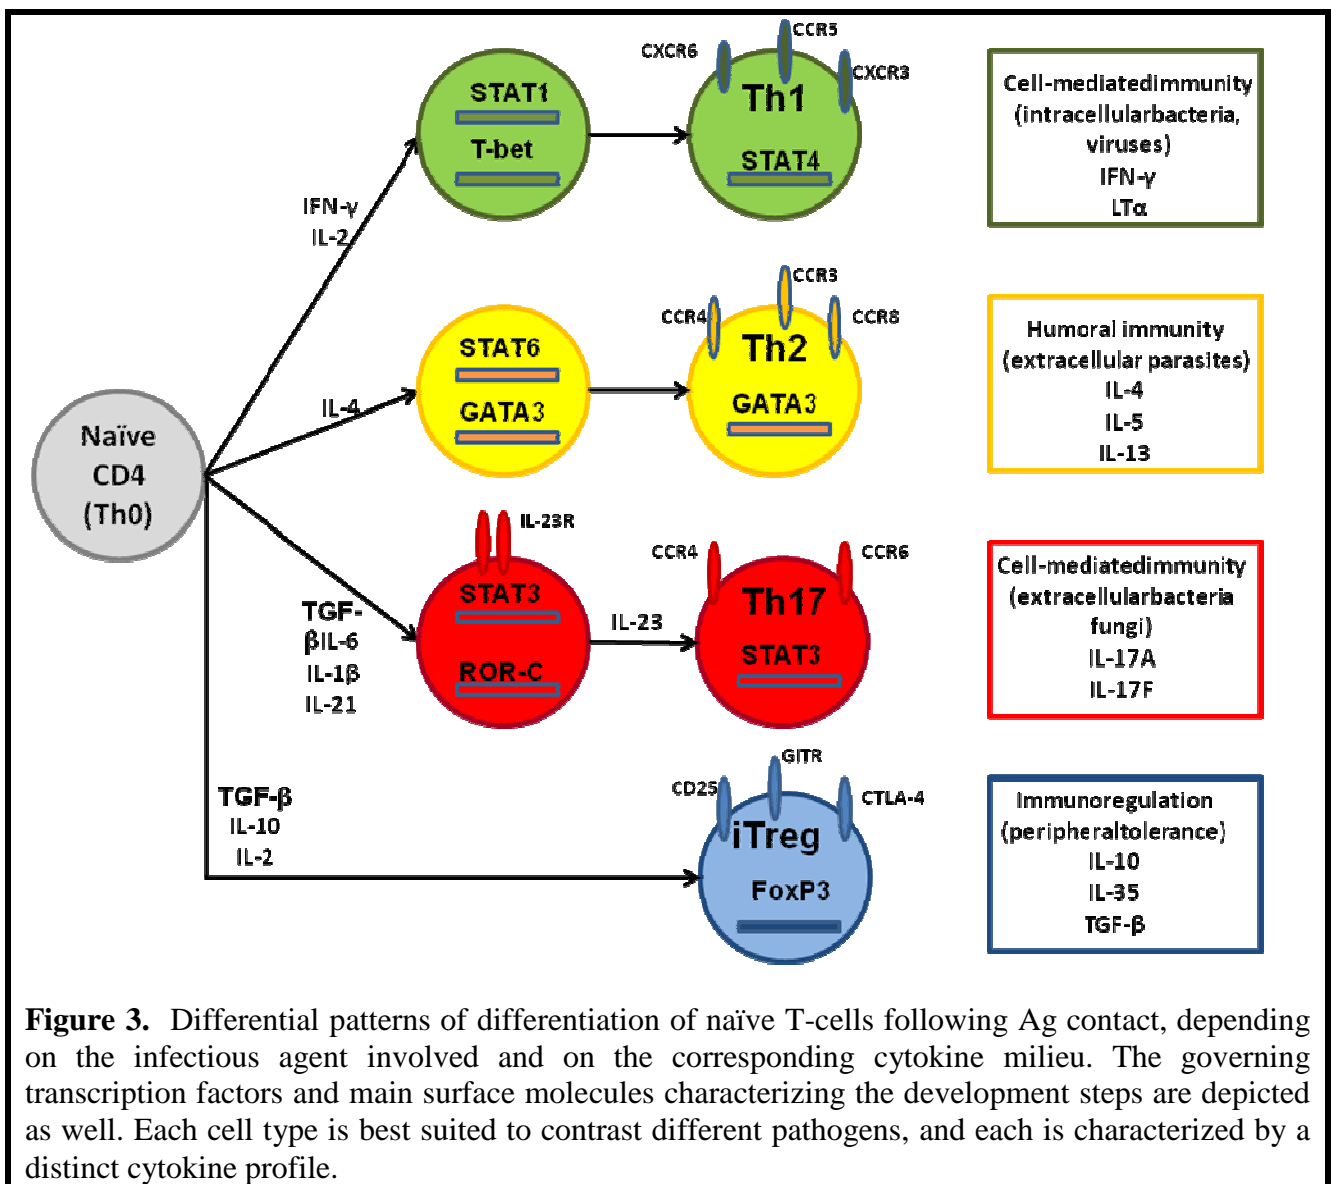 CXCR6
CCR5
CXCR3
STAT1
T-bet
Th1
STAT4
Cell-mediatedimmunity
(intracellularbacteria,
viruses)
IFN-γ
LTα
IFN-γ
IL-2
CCR4
CCR3
CCR8
STAT6
GATA3
Th2
GATA3
Humoral immunity
(extracellular parasites)
IL-4
IL-5
IL-13
IL-4
Naïve
CD4
(Th0)
IL-23R
STAT3
ROR-C
IL-23
CCR4
CCR6
Th17
STAT3
Cell-mediatedimmunity
(extracellularbacteria
fungi)
IL-17A
IL-17F
TGF-
βIL-6
IL-1β
IL-21
TGF-β
IL-10
IL-2
CD25
GITR
CTLA-4
iTreg
FoxP3
Immunoregulation
(peripheraltolerance)
IL-10
IL-35
TGF-β
Figure 3. Differential patterns of differentiation of naïve T-cells following Ag contact, depending
on the infectious agent involved and on the corresponding cytokine milieu. The governing
transcription factors and main surface molecules characterizing the development steps are depicted
as well. Each cell type is best suited to contrast different pathogens, and each is characterized by a
distinct cytokine profile.